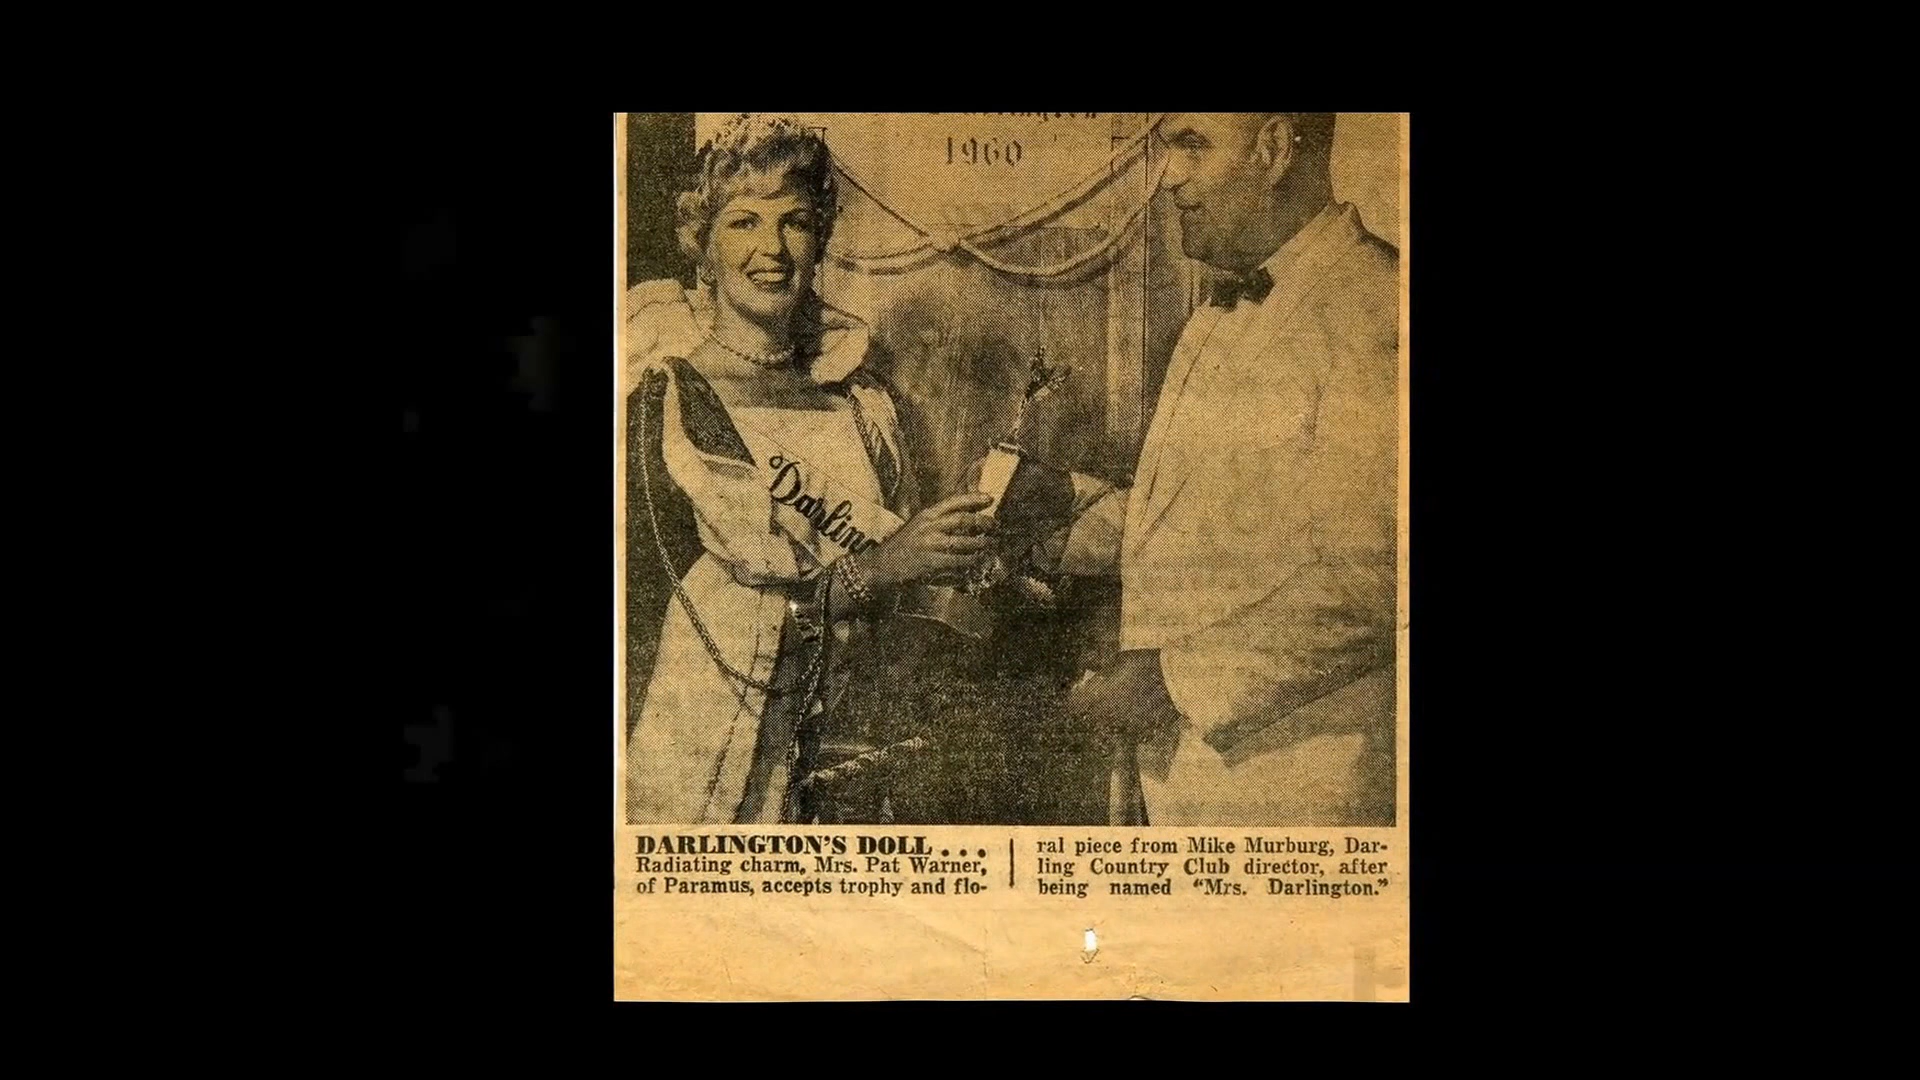 1960
Darling
DARLINGTON'S DOLL . . .
Radiating charm, Mrs. Pat Warner,
of Paramus, accepts trophy and flo-
ral piece from Mike Murburg, Dar-
ling Country Club director, after
being named “Mrs. Darlington.”